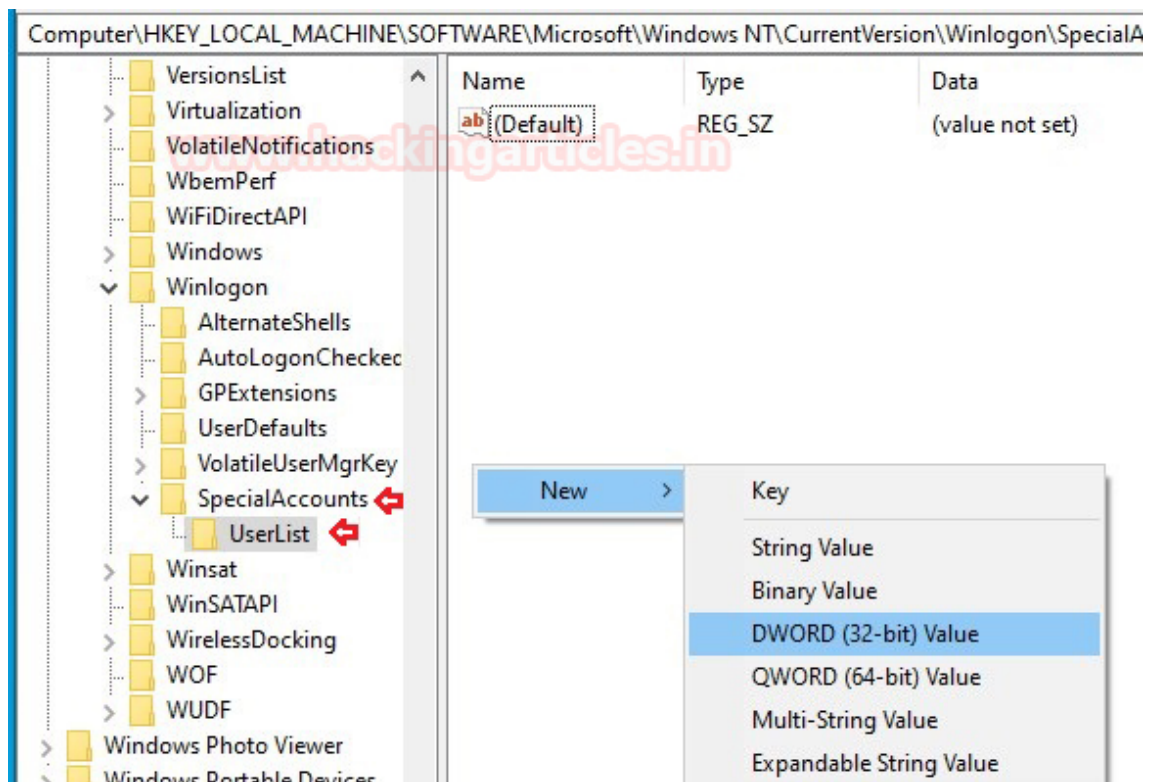 Computer\HKEY_LOCAL_MACHINE\SOFTWARE\Microsoft\Windows NT\CurrentVersion\Winlogon\SpecialA
VersionsList
Virtualization
VolatileNotifications
WbemPerf
WiFiDirectAPI
Windows
Winlogon
AlternateShells
AutoLogonChecked
GPExtensions
UserDefaults
VolatileUserMgrKey
SpecialAccounts
UserList
Winsat
WinSATAPI
WirelessDocking
WOF
WUDF
Windows Photo Viewer
Windows Portable Devices
Name Type Data
ab (Default) REG_SZ (value not set)
www.hackingarticles.in
New > Key
String Value
Binary Value
DWORD (32-bit) Value
QWORD (64-bit) Value
Multi-String Value
Expandable String Value